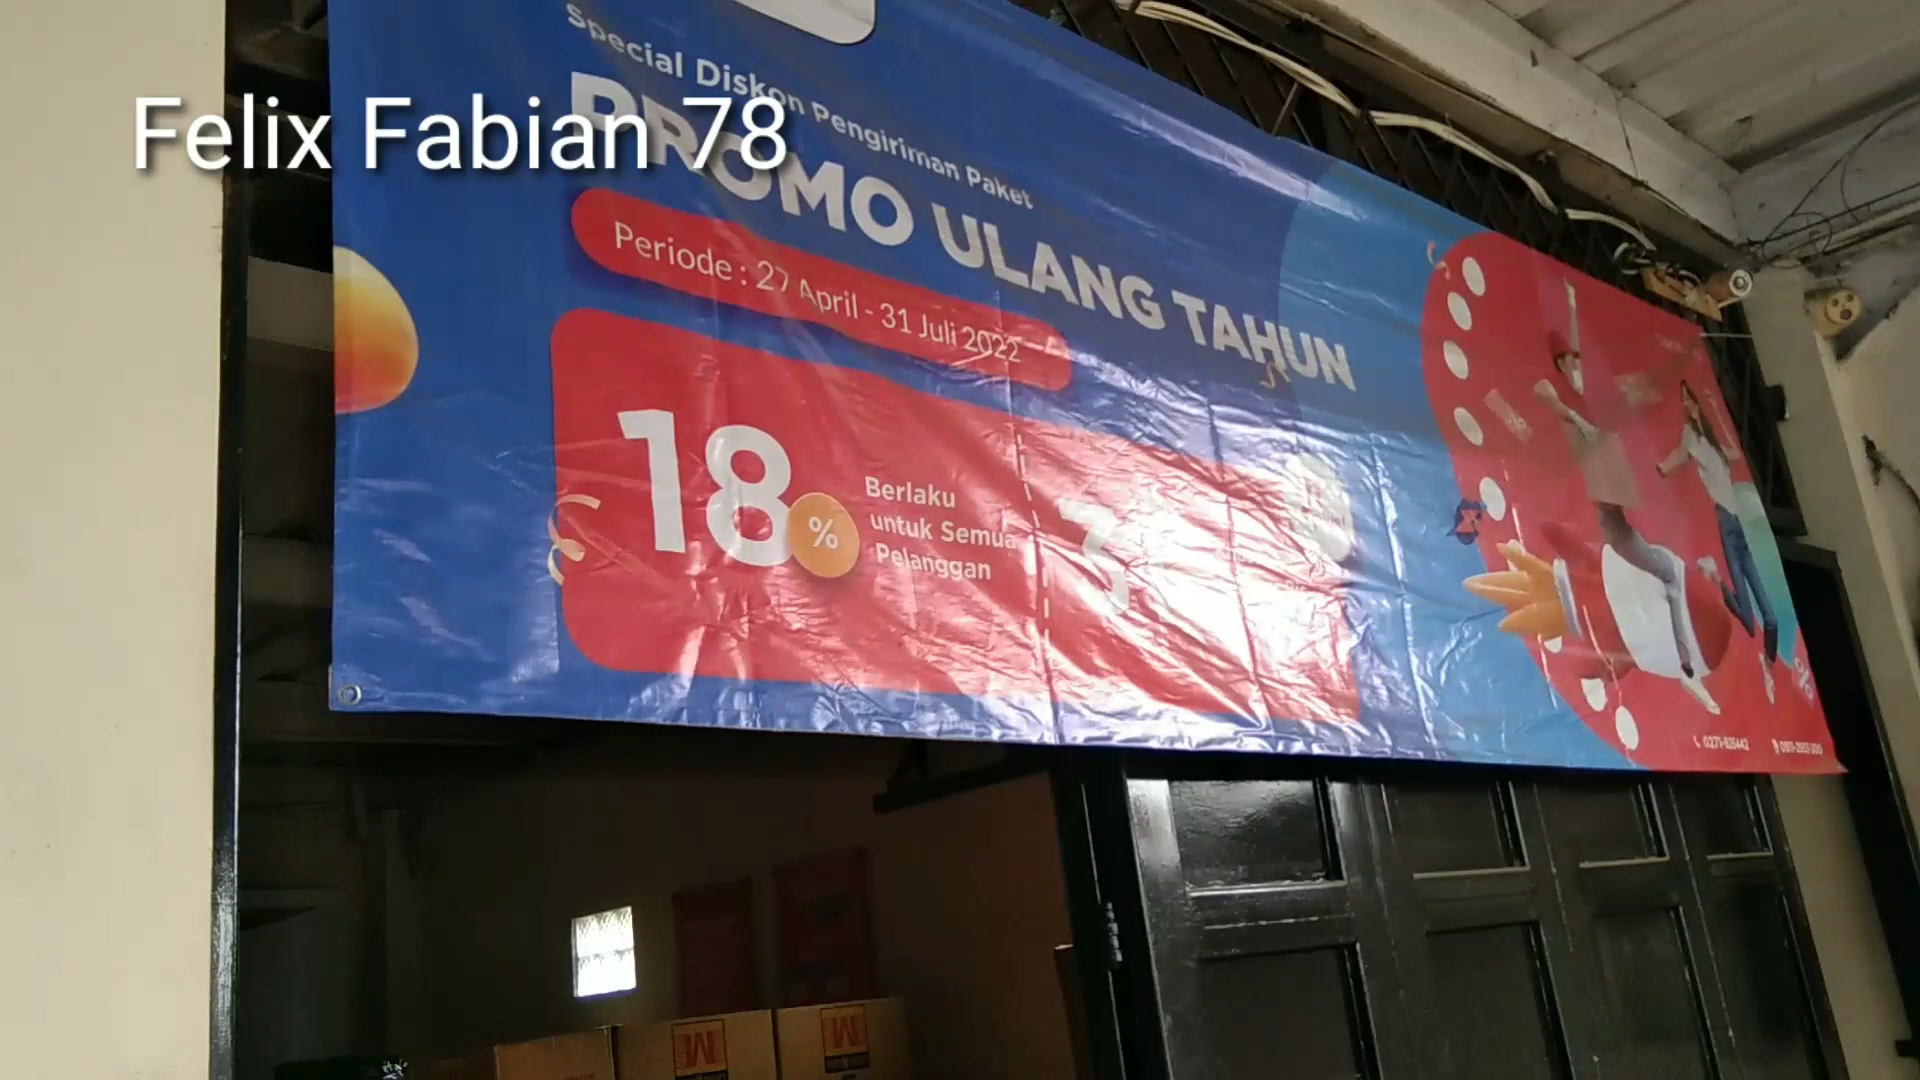 Felix Fabian 78
Special Diskon Pengiriman Paket
PROMO ULANG TAHUN
Periode : 27 April - 31 Juli 2022
18%
Berlaku
untuk Semua
Pelanggan